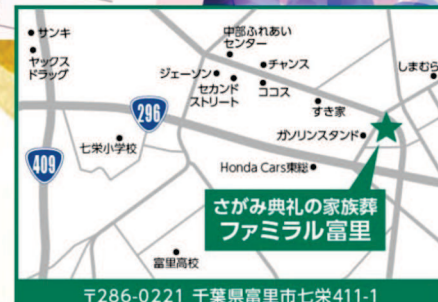 サンキ
ヤックス
ドラッグ
中部ふれあい
センター
チャンス
ジェーソン
セカンド
ストリート
ココス
しまむら
すき家
296
ガソリンスタンド
七栄小学校
409
Honda Cars東総
さがみ典礼の家族葬
ファミラル富里
富里高校
〒286-0221 千葉県富里市七栄411-1